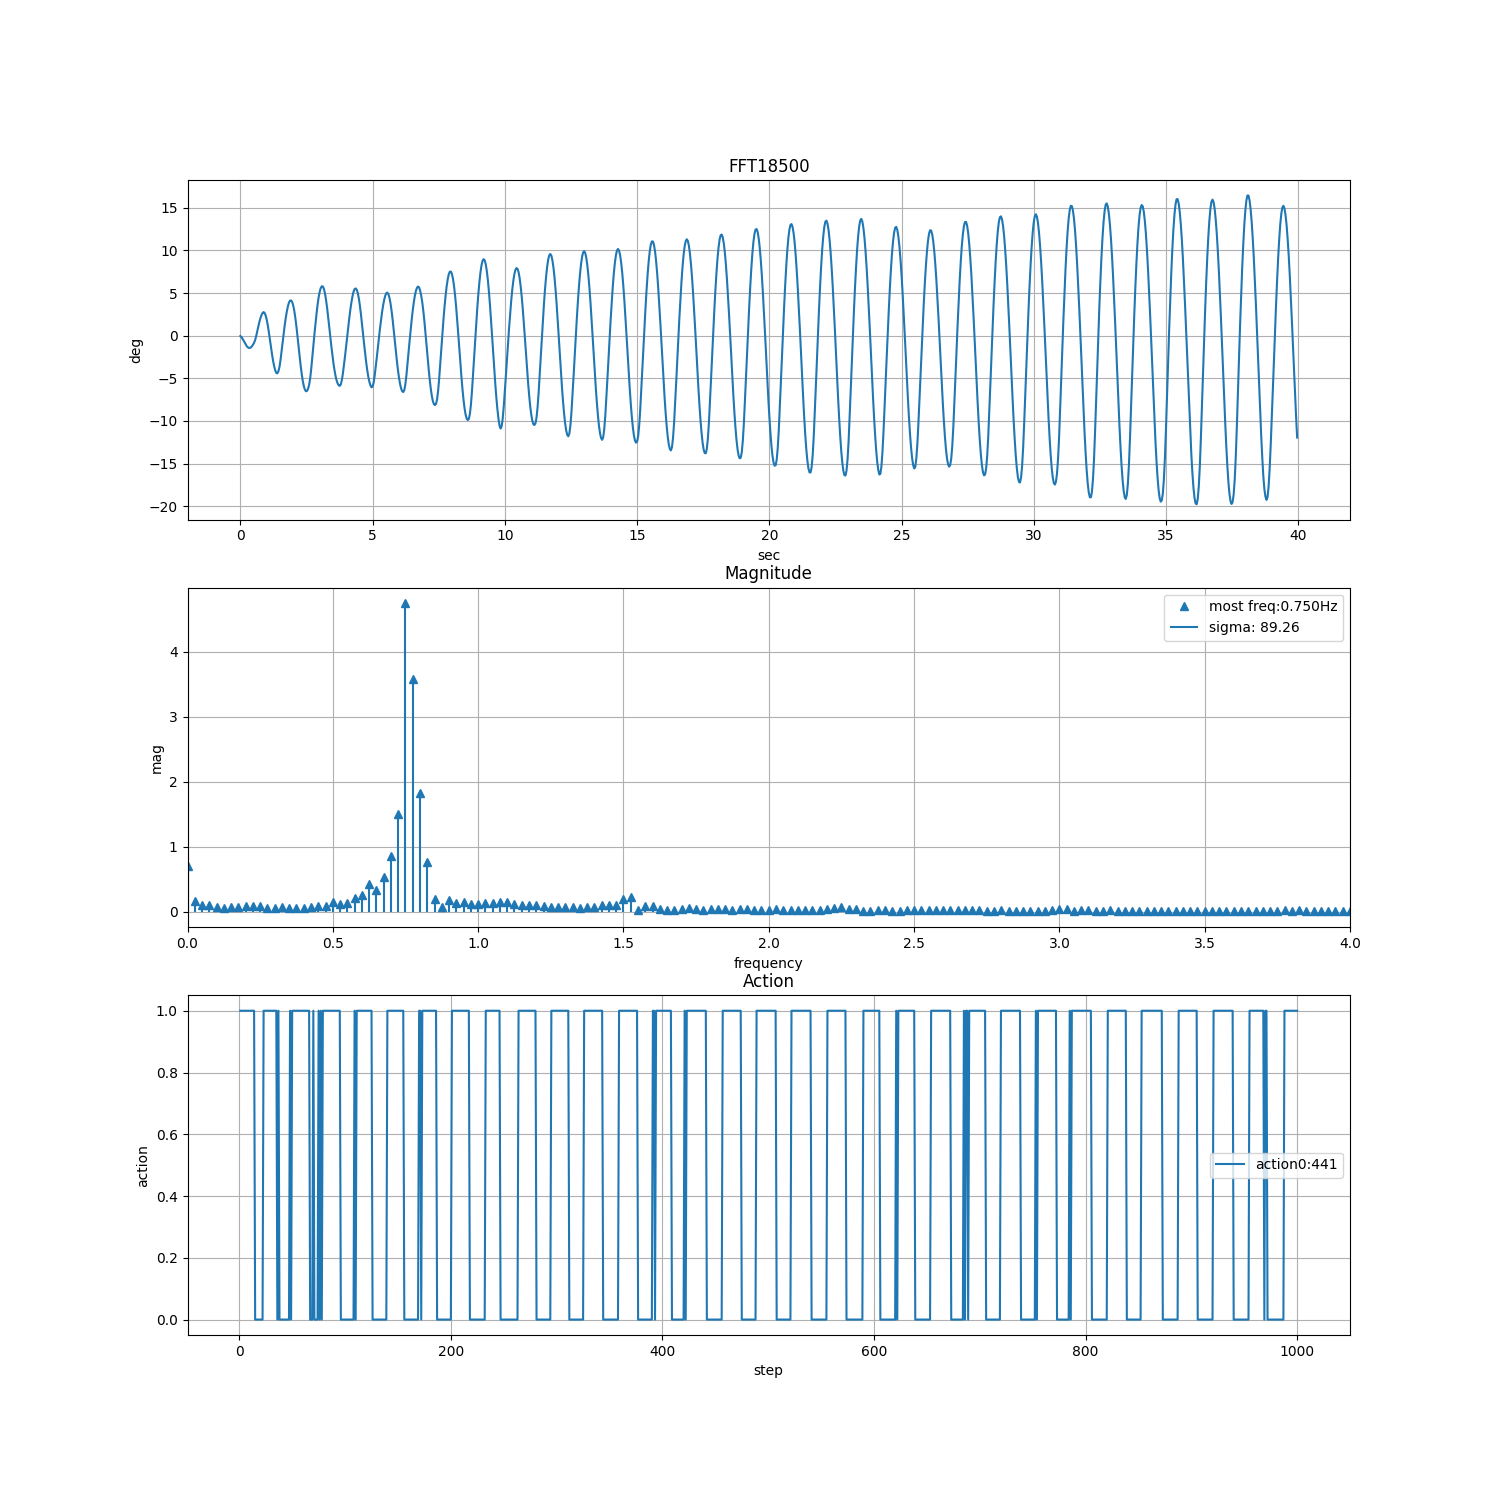 FFT18500
15
10
5
0
−5
−10
−15
−20
deg
0 5 10 15 20 25 30 35 40
sec
Magnitude
most freq:0.750Hz
sigma: 89.26
4
3
2
1
0
mag
0.0 0.5 1.0 1.5 2.0 2.5 3.0 3.5 4.0
frequency
Action
1.0
0.8
0.6
0.4
0.2
0.0
action
action0:441
0 200 400 600 800 1000
step